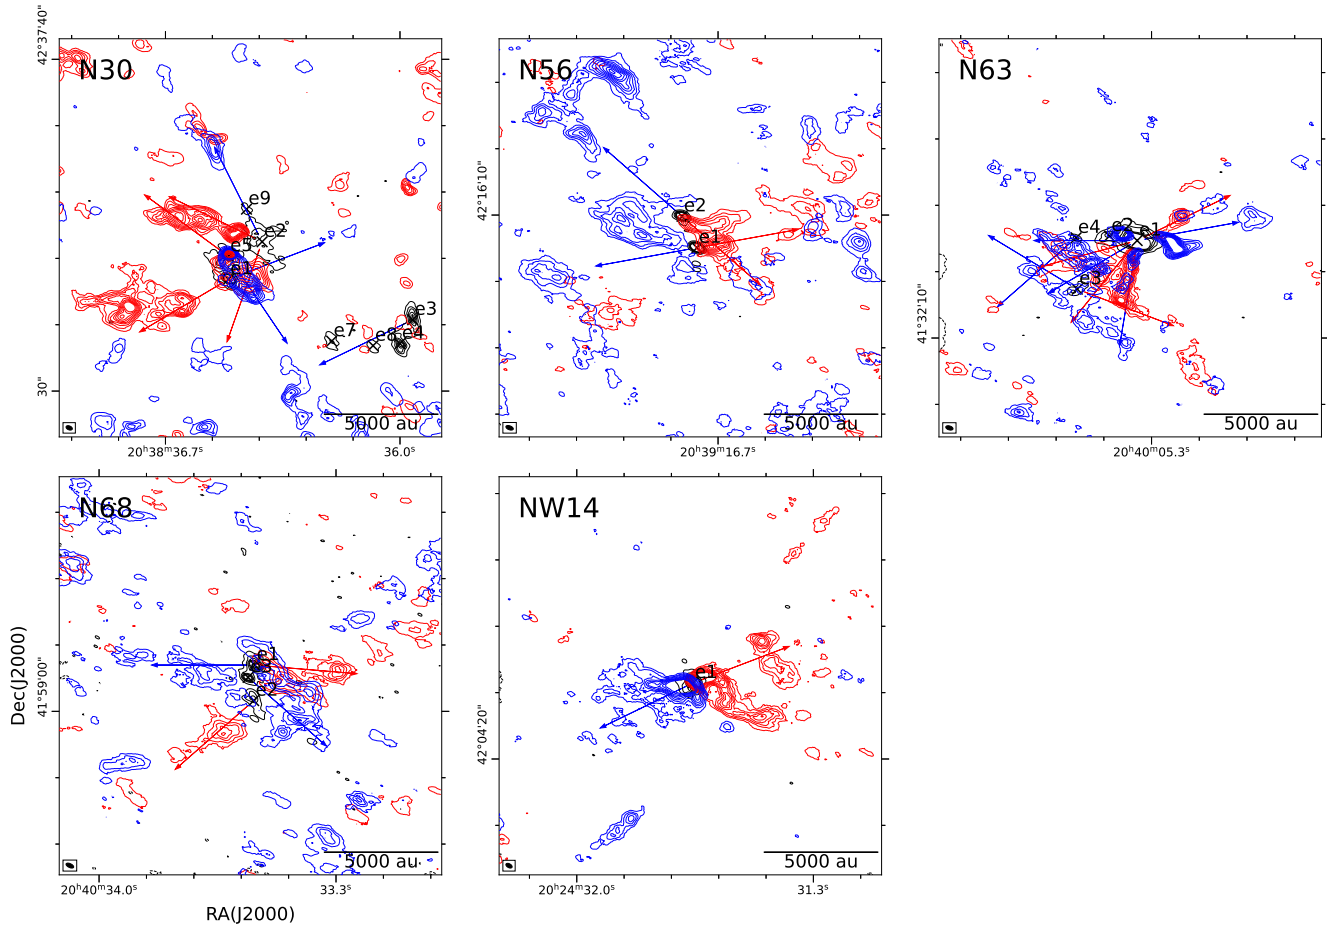 42°37'40"
N30
e9
e2
e5
e1
e3
e7
e8
e4
30"
5000 au
20ʰ38ᵐ36.7ˢ
36.0ˢ
N56
e2
e1
42°16'10"
5000 au
20ʰ39ᵐ16.7ˢ
N63
e4
e2
e1
e3
41°32'10"
5000 au
20ʰ40ᵐ05.3ˢ
N68
e1
e2
41°59'00"
Dec(J2000)
5000 au
20ʰ40ᵐ34.0ˢ
33.3ˢ
RA(J2000)
NW14
e1
42°04'20"
5000 au
20ʰ24ᵐ32.0ˢ
31.3ˢ